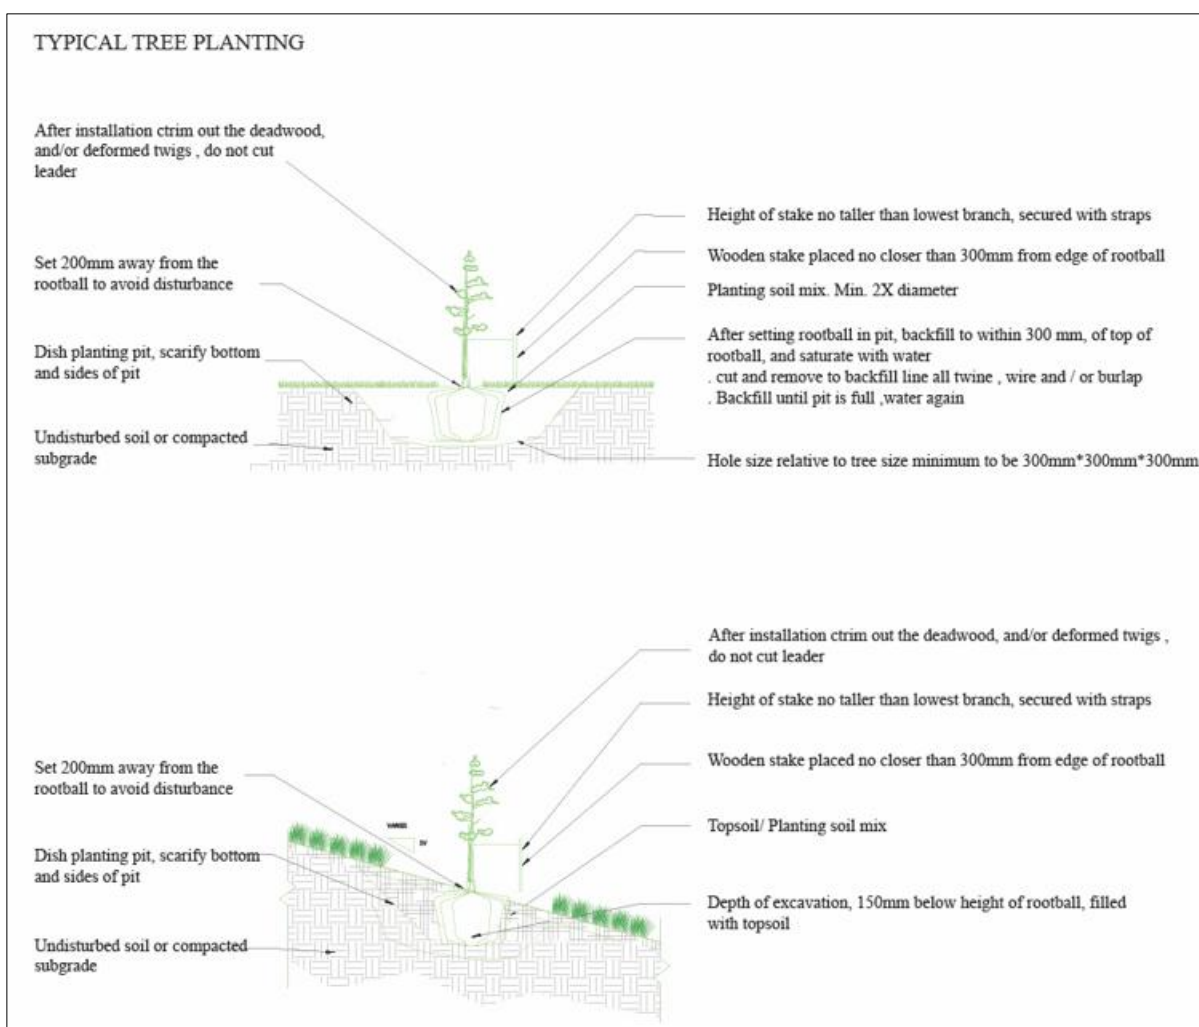 TYPICAL TREE PLANTING
After installation ctrim out the deadwood,
and/or deformed twigs , do not cut
leader
Set 200mm away from the
rootball to avoid disturbance
Dish planting pit, scarify bottom
and sides of pit
Undisturbed soil or compacted
subgrade
Height of stake no taller than lowest branch, secured with straps
Wooden stake placed no closer than 300mm from edge of rootball
Planting soil mix. Min. 2X diameter
After setting rootball in pit, backfill to within 300 mm, of top of
rootball, and saturate with water
. cut and remove to backfill line all twine , wire and / or burlap
. Backfill until pit is full ,water again
Hole size relative to tree size minimum to be 300mm*300mm*300mm
After installation ctrim out the deadwood, and/or deformed twigs ,
do not cut leader
Height of stake no taller than lowest branch, secured with straps
Wooden stake placed no closer than 300mm from edge of rootball
Topsoil/ Planting soil mix
Depth of excavation, 150mm below height of rootball, filled
with topsoil
Set 200mm away from the
rootball to avoid disturbance
Dish planting pit, scarify bottom
and sides of pit
Undisturbed soil or compacted
subgrade
VARIES